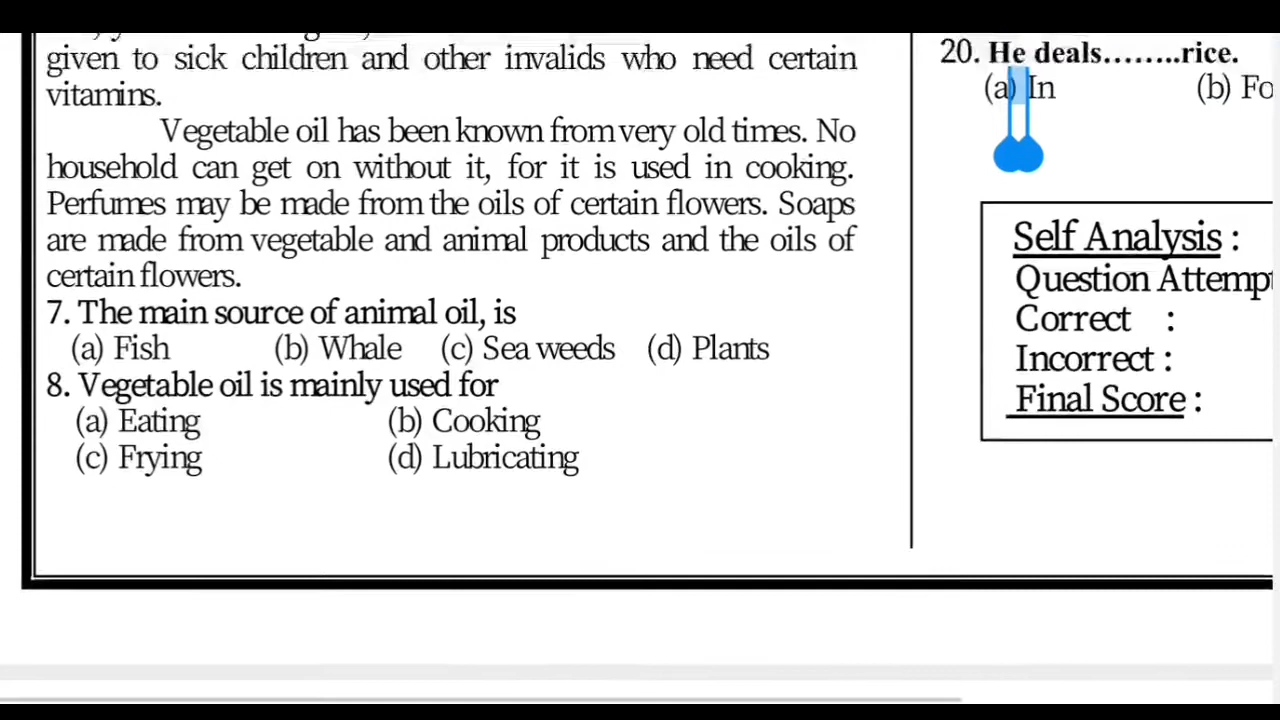 given to sick children and other invalids who need certain
vitamins.
Vegetable oil has been known from very old times. No
household can get on without it, for it is used in cooking.
Perfumes may be made from the oils of certain flowers. Soaps
are made from vegetable and animal products and the oils of
certain flowers.
7. The main source of animal oil, is
(a) Fish (b) Whale (c) Sea weeds (d) Plants
8. Vegetable oil is mainly used for
(a) Eating (b) Cooking
(c) Frying (d) Lubricating
20. He deals........rice.
(a) In (b) Fo
Self Analysis :
Question Attempt
Correct :
Incorrect :
Final Score :